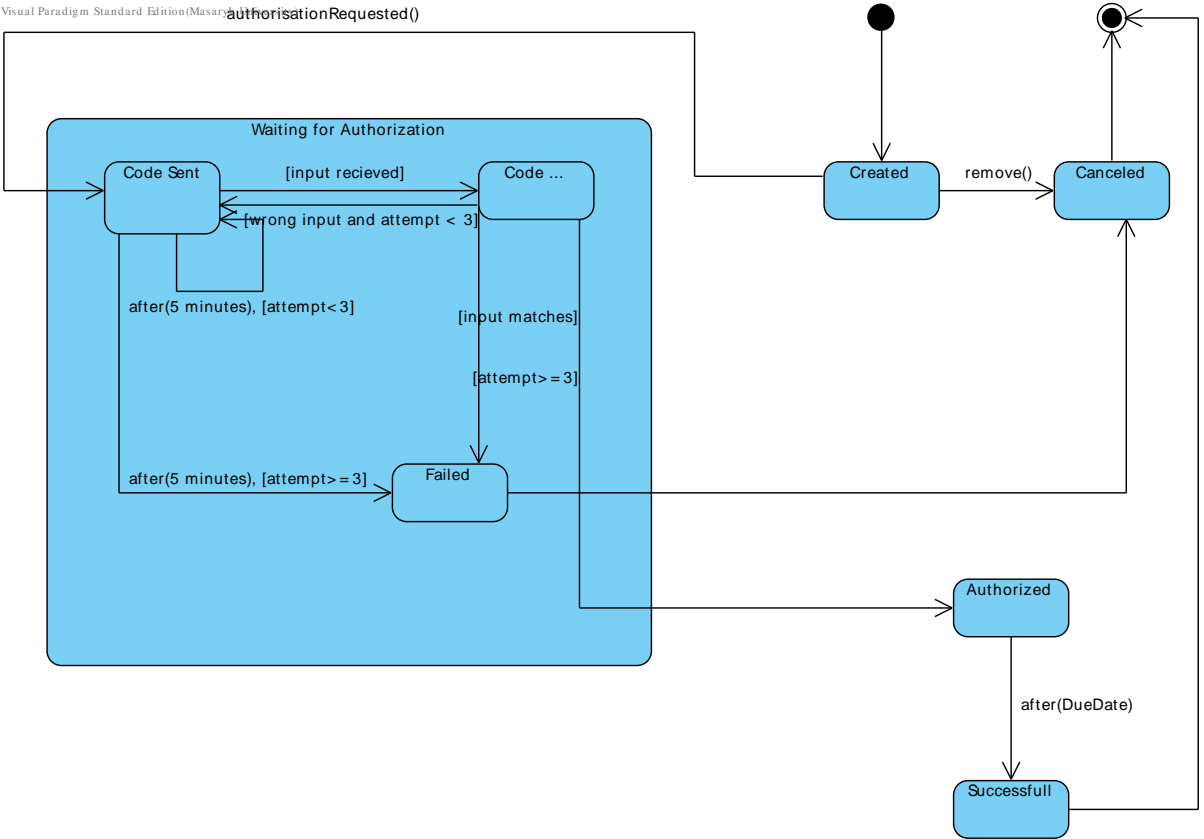 Visual Paradigm Standard Edition(Masaryk University)
authorisationRequested()
Waiting for Authorization
Code Sent
[input recieved]
Code ...
Created
remove()
Canceled
[wrong input and attempt < 3]
after(5 minutes), [attempt<3]
[input matches]
[attempt>=3]
after(5 minutes), [attempt>=3]
Failed
Authorized
after(DueDate)
Successfull